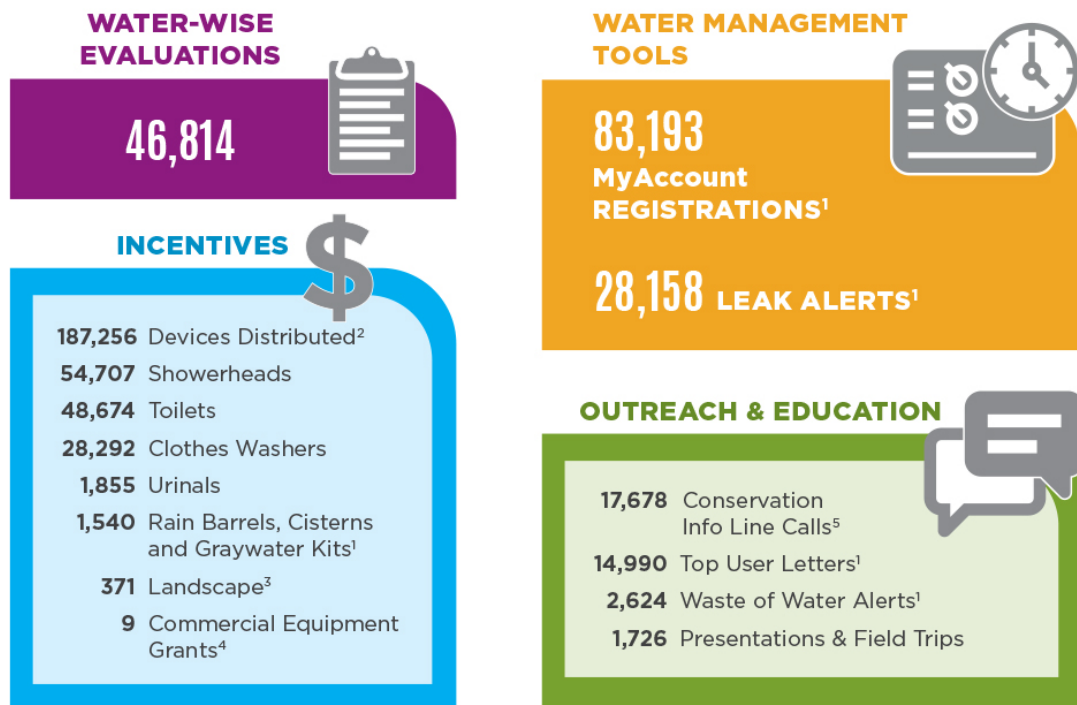 WATER-WISE
EVALUATIONS
46,814
INCENTIVES
$
187,256 Devices Distributed²
54,707 Showerheads
48,674 Toilets
28,292 Clothes Washers
1,855 Urinals
1,540 Rain Barrels, Cisterns
and Graywater Kits¹
371 Landscape³
9 Commercial Equipment
Grants⁴
WATER MANAGEMENT
TOOLS
83,193
MyAccount
REGISTRATIONS¹
28,158 LEAK ALERTS¹
OUTREACH & EDUCATION
17,678 Conservation
Info Line Calls⁵
14,990 Top User Letters¹
2,624 Waste of Water Alerts¹
1,726 Presentations & Field Trips